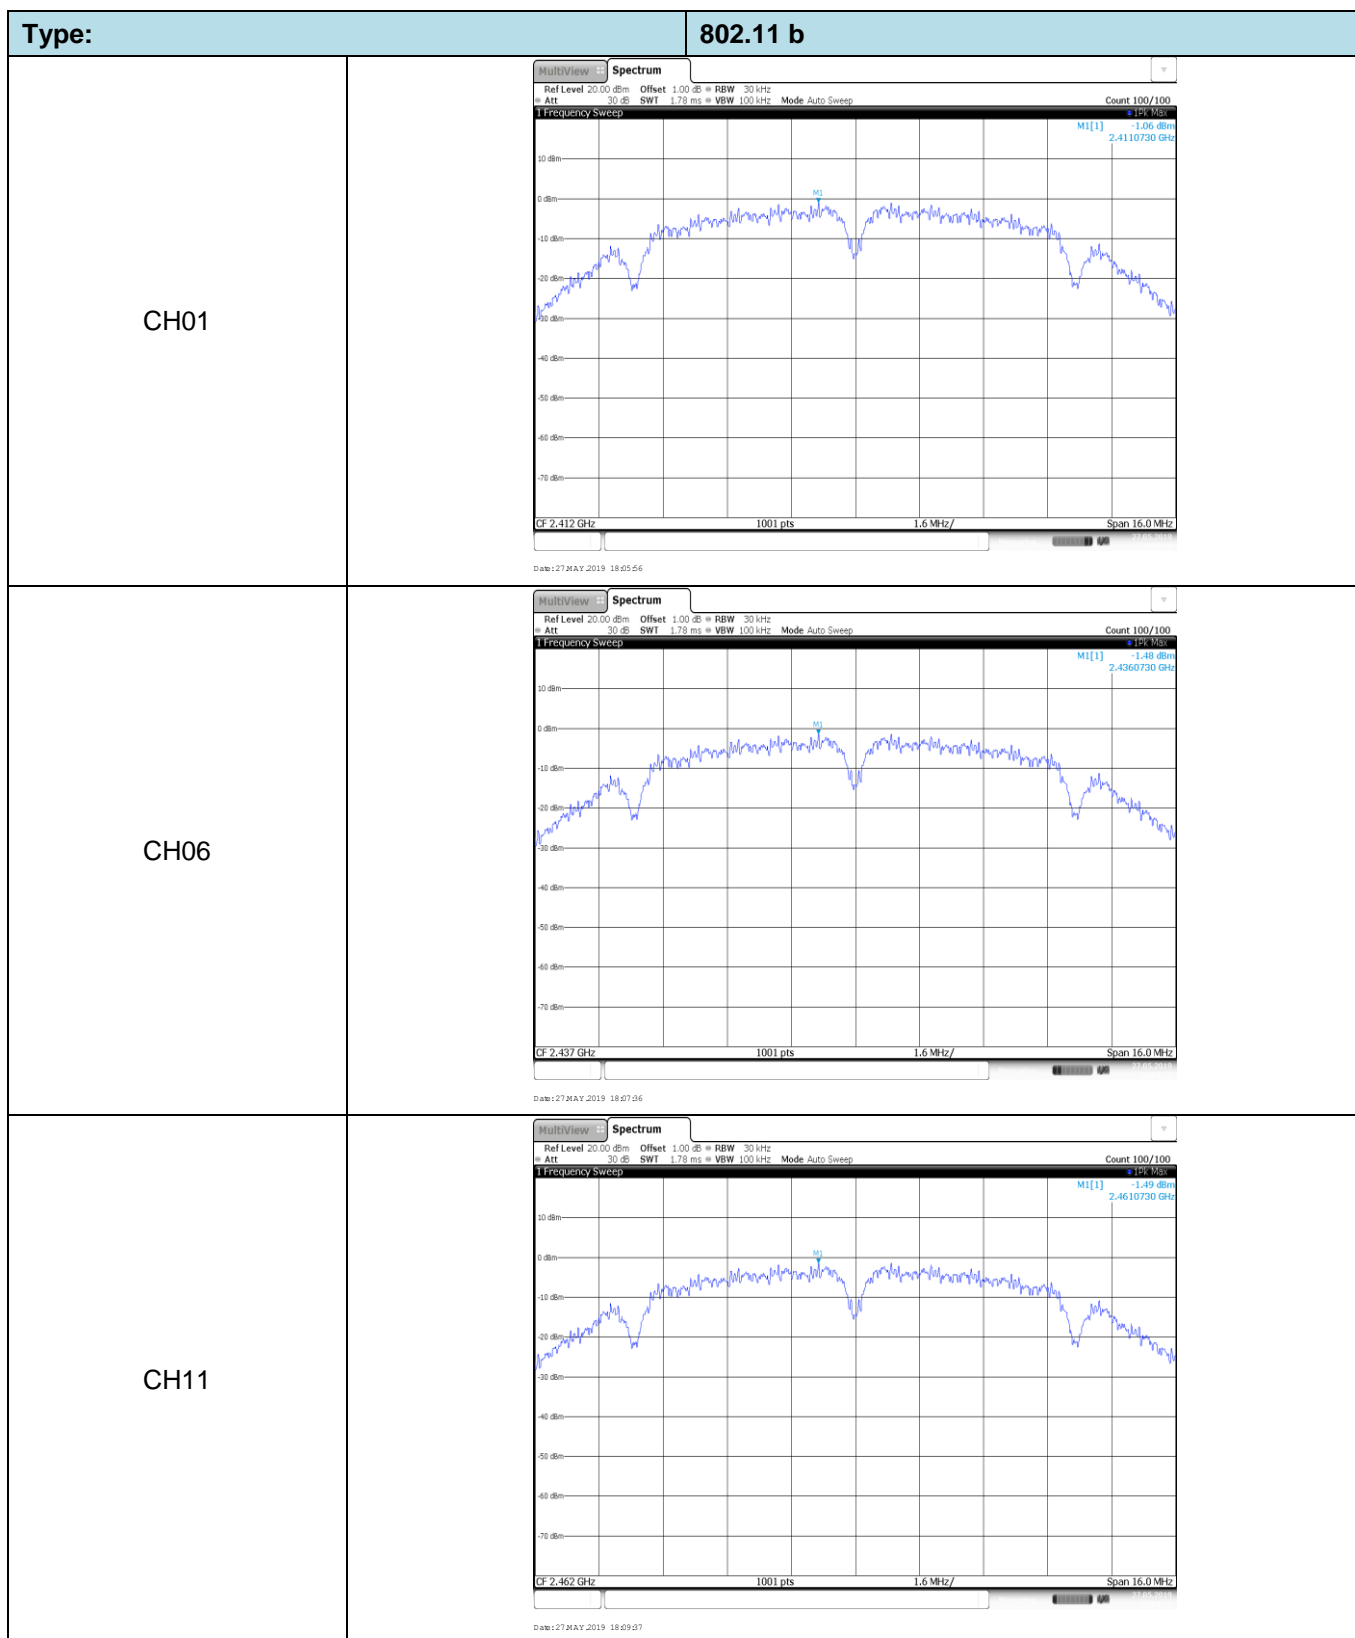 Type: 802.11 b
CH01
MultiView Spectrum
Ref Level 20.00 dBm Offset 1.00 dB RBW 30 kHz
Att 30 dB SWT 1.78 ms VBW 100 kHz Mode Auto Sweep Count 100/100
1 Frequency Sweep 1Pk Max
M1[1] -1.06 dBm
2.4110730 GHz
10 dBm
M1
0 dBm
-10 dBm
-20 dBm
-30 dBm
-40 dBm
-50 dBm
-60 dBm
-70 dBm
CF 2.412 GHz 1001 pts 1.6 MHz/ Span 16.0 MHz
27.05.2019
Date:27.MAY.2019 18:05:56
CH06
MultiView Spectrum
Ref Level 20.00 dBm Offset 1.00 dB RBW 30 kHz
Att 30 dB SWT 1.78 ms VBW 100 kHz Mode Auto Sweep Count 100/100
1 Frequency Sweep 1Pk Max
M1[1] -1.48 dBm
2.4360730 GHz
10 dBm
M1
0 dBm
-10 dBm
-20 dBm
-30 dBm
-40 dBm
-50 dBm
-60 dBm
-70 dBm
CF 2.437 GHz 1001 pts 1.6 MHz/ Span 16.0 MHz
27.05.2019
Date:27.MAY.2019 18:07:36
CH11
MultiView Spectrum
Ref Level 20.00 dBm Offset 1.00 dB RBW 30 kHz
Att 30 dB SWT 1.78 ms VBW 100 kHz Mode Auto Sweep Count 100/100
1 Frequency Sweep 1Pk Max
M1[1] -1.49 dBm
2.4610730 GHz
10 dBm
M1
0 dBm
-10 dBm
-20 dBm
-30 dBm
-40 dBm
-50 dBm
-60 dBm
-70 dBm
CF 2.462 GHz 1001 pts 1.6 MHz/ Span 16.0 MHz
27.05.2019
Date:27.MAY.2019 18:09:37